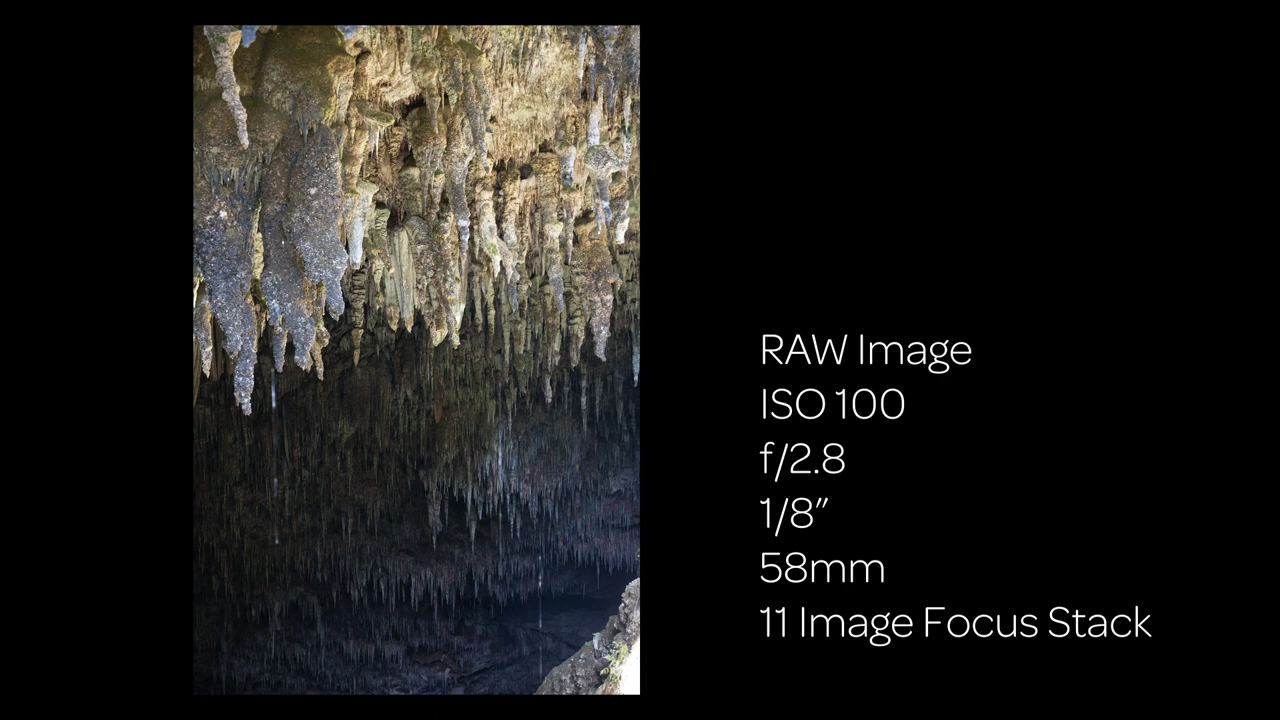 RAW Image
ISO 100
f/2.8
1/8”
58mm
11 Image Focus Stack